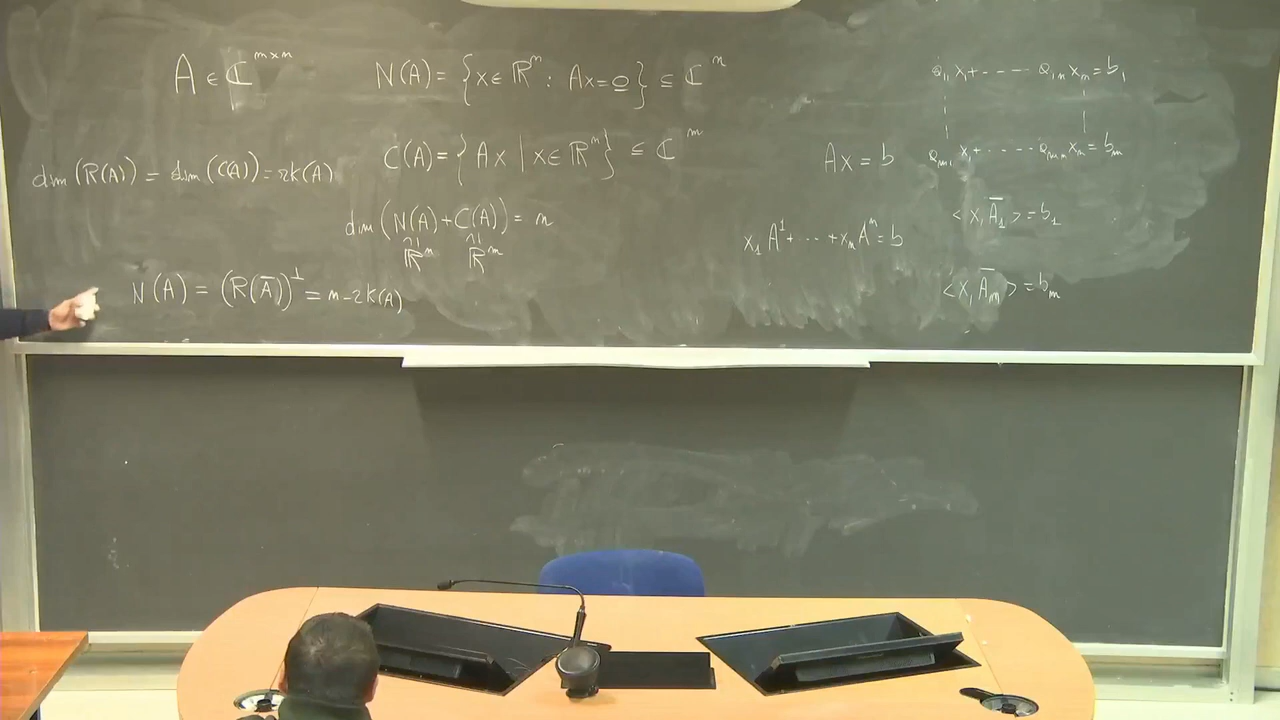 A ∈ ℂ^{m×n}
N(A) = {x ∈ ℝ^n : Ax = 0} ≤ ℂ^n
C(A) = {Ax | x ∈ ℝ^n} ≤ ℂ^m
dim (R(A)) = dim (C(A)) = rk(A)
dim (N(A) + C(A)) = n
ℝ^n ℝ^m
N(A) = (R(Ā))^⊥ = n - rk(A)
Ax = b
x_1 A^1 + ··· + x_n A^n = b
a_{11} x_1 + ----- a_{1n} x_n = b_1
a_{m1} x_1 + ····· a_{mn} x_n = b_m
< x, Ā_1 > = b_1
< x, Ā_m > = b_m